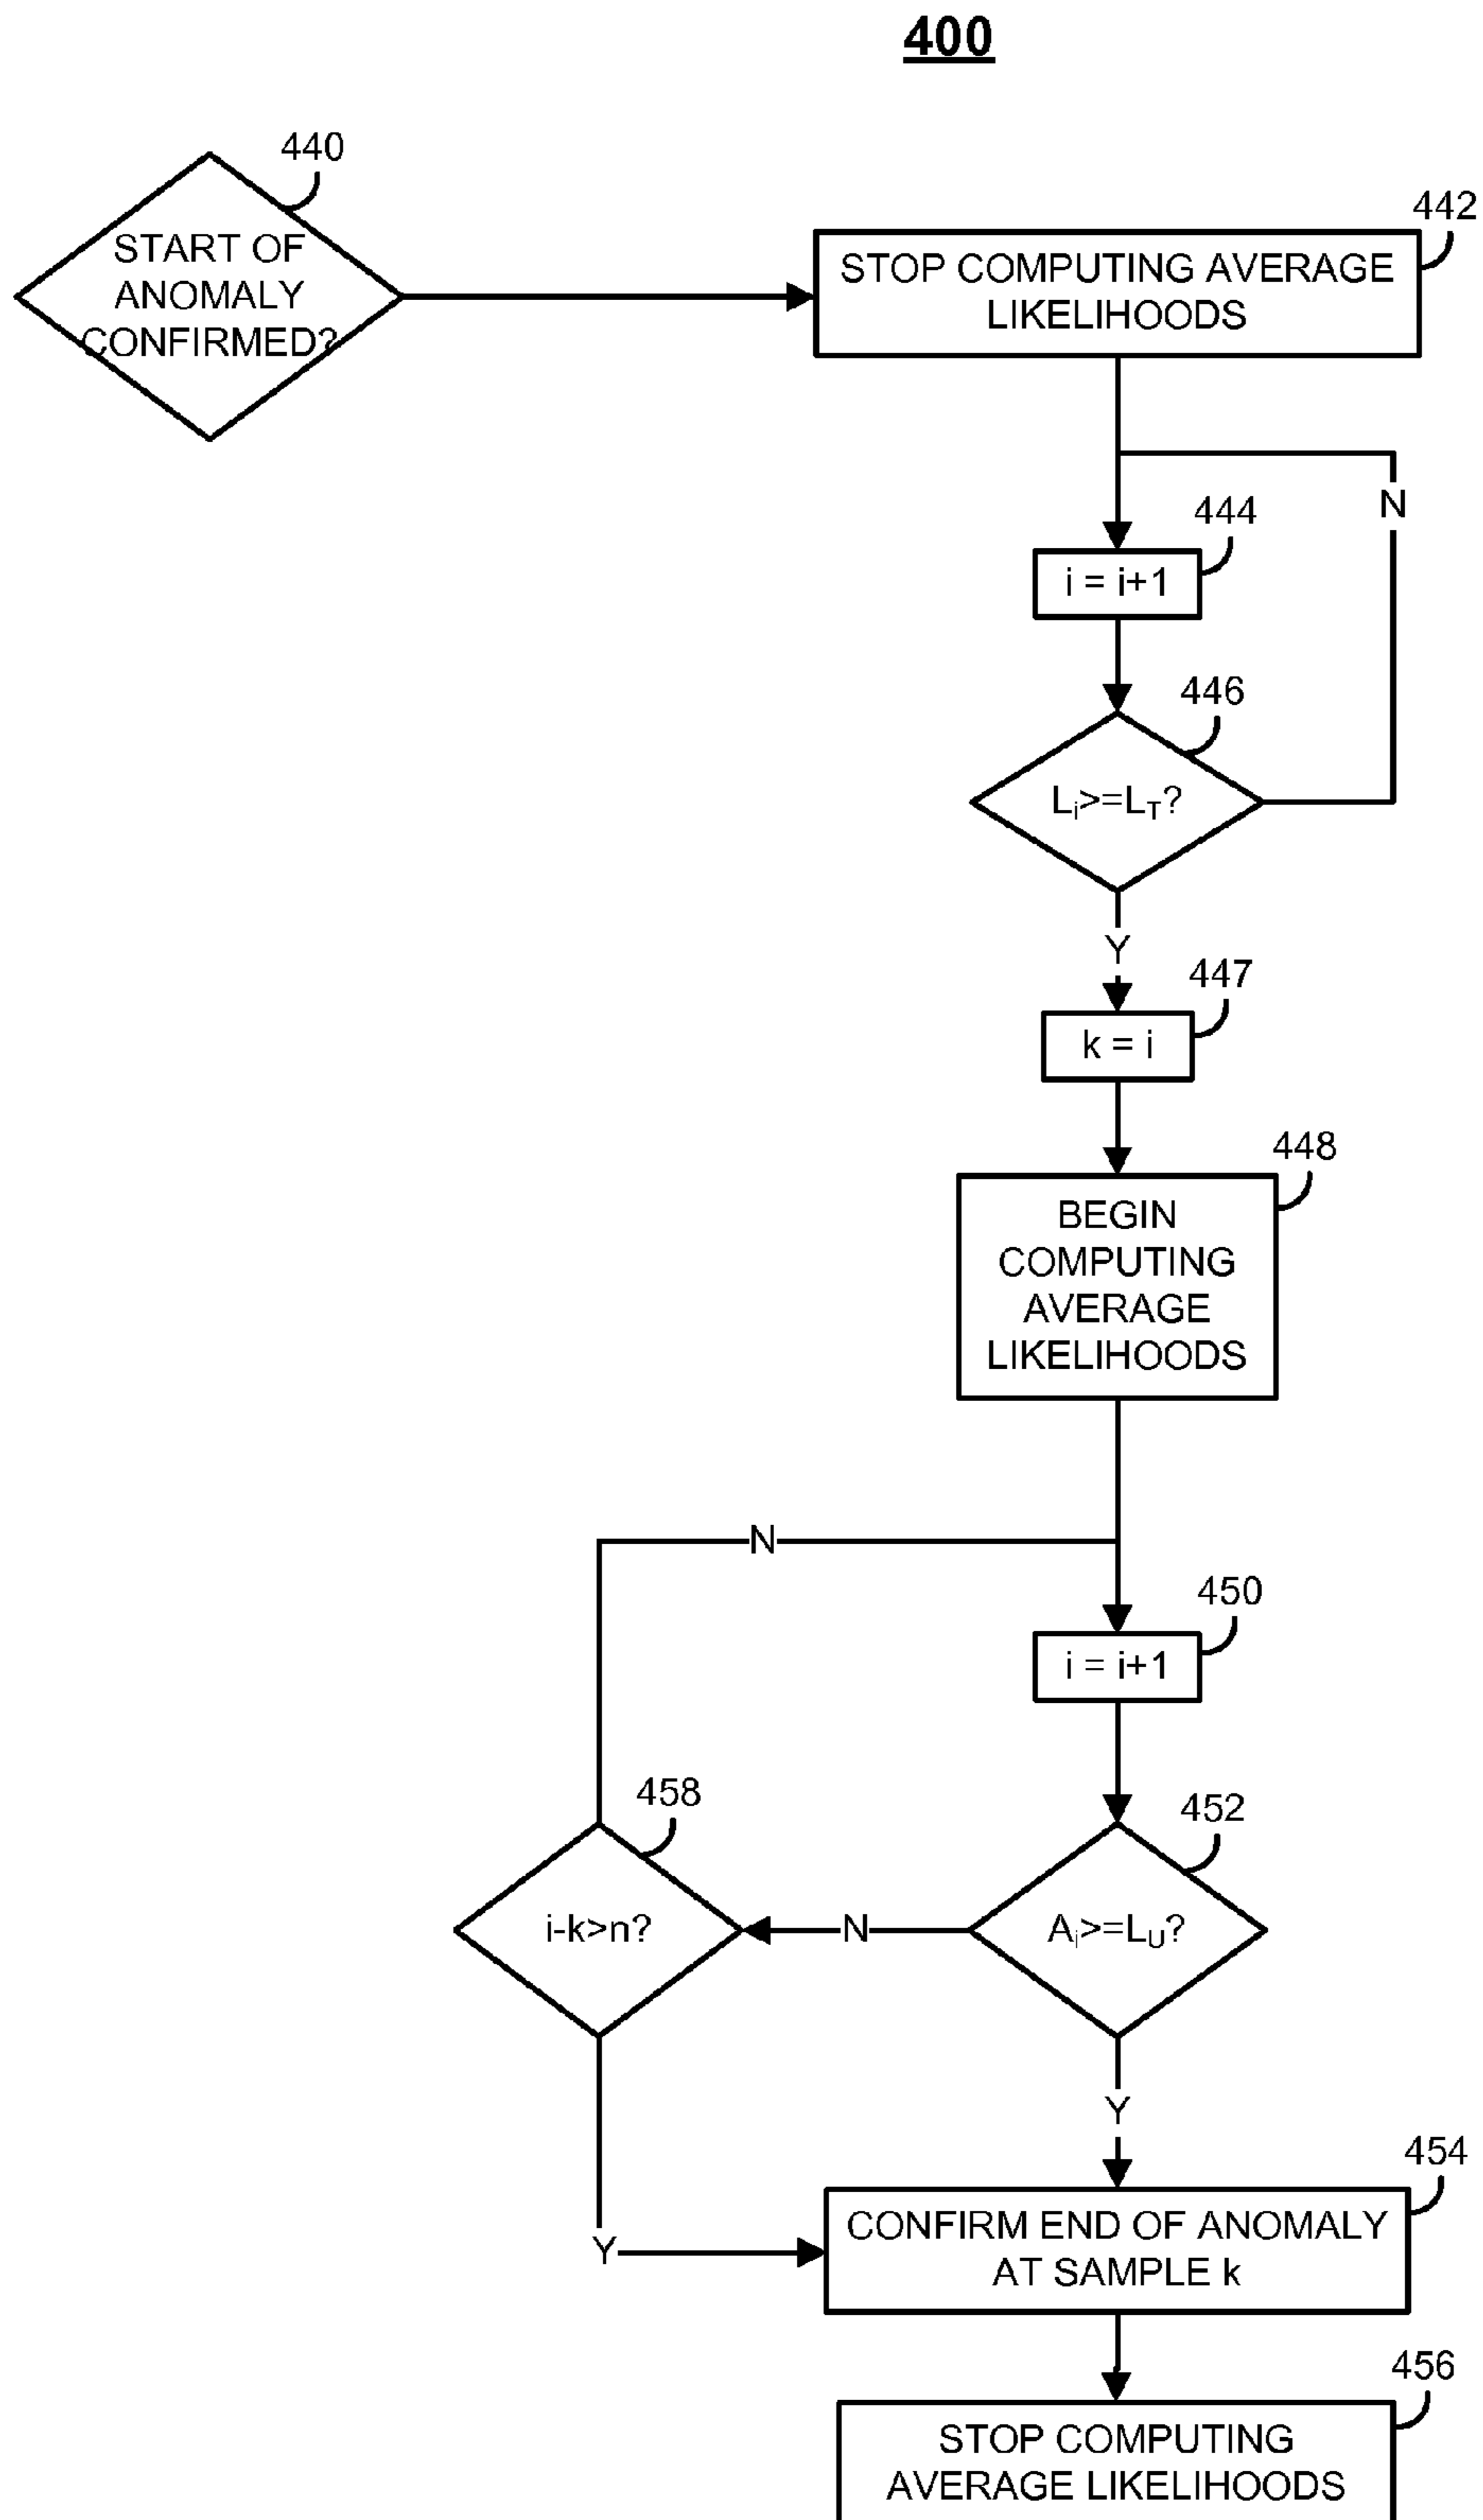 400
440
START OF
ANOMALY
CONFIRMED?
442
STOP COMPUTING AVERAGE
LIKELIHOODS
N
444
i = i+1
446
Li>=LT?
Y
447
k = i
448
BEGIN
COMPUTING
AVERAGE
LIKELIHOODS
N
450
i = i+1
458
452
i-k>n?
N
Ai>=LU?
Y
454
Y
CONFIRM END OF ANOMALY
AT SAMPLE k
456
STOP COMPUTING
AVERAGE LIKELIHOODS